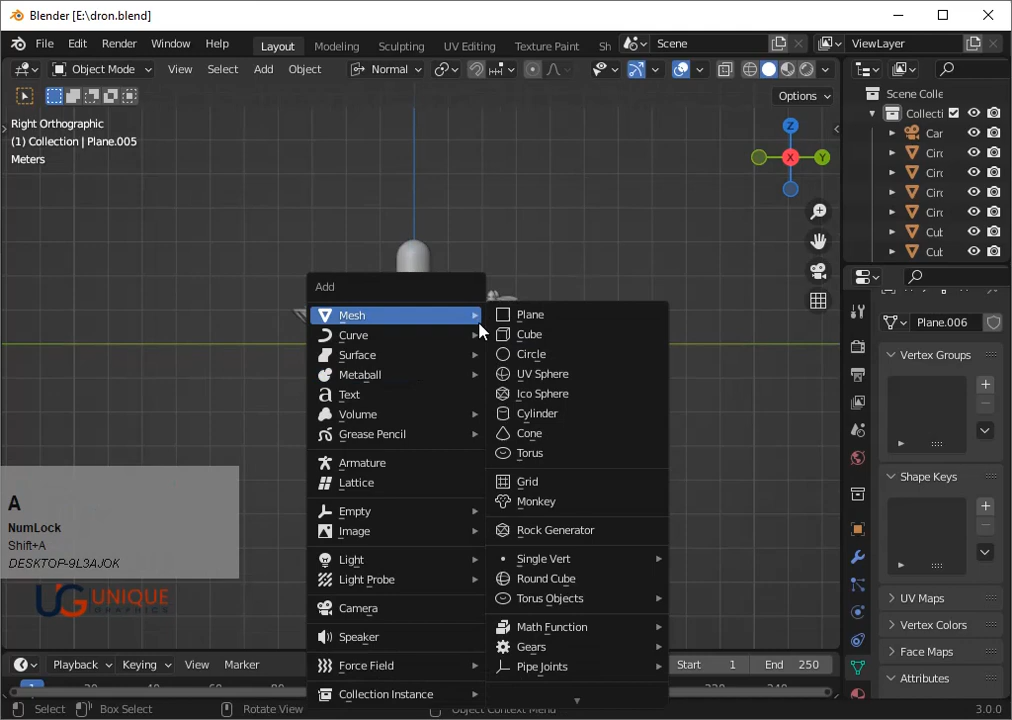 Blender [E:\dron.blend]
File Edit Render Window Help Layout Modeling Sculpting UV Editing Texture Paint Sh Scene ViewLayer
Object Mode View Select Add Object Normal
Options
Scene Colle
Collecti
Car
Circ
Circ
Circ
Circ
Cub
Cub
Right Orthographic
(1) Collection | Plane.005
Meters
Z
X
Y
Add
Mesh
Curve
Surface
Metaball
Text
Volume
Grease Pencil
Armature
Lattice
Empty
Image
Light
Light Probe
Camera
Speaker
Force Field
Collection Instance
Plane
Cube
Circle
UV Sphere
Ico Sphere
Cylinder
Cone
Torus
Grid
Monkey
Rock Generator
Single Vert
Round Cube
Torus Objects
Math Function
Gears
Pipe Joints
A
NumLock
Shift+A
DESKTOP-9L3AJOK
UG UNIQUE
GRAPHICS
Plane.006
Vertex Groups
Shape Keys
UV Maps
Vertex Colors
Face Maps
Attributes
Playback Keying View Marker Start 1 End 250
Select Box Select Rotate View Object Context Menu 3.0.0